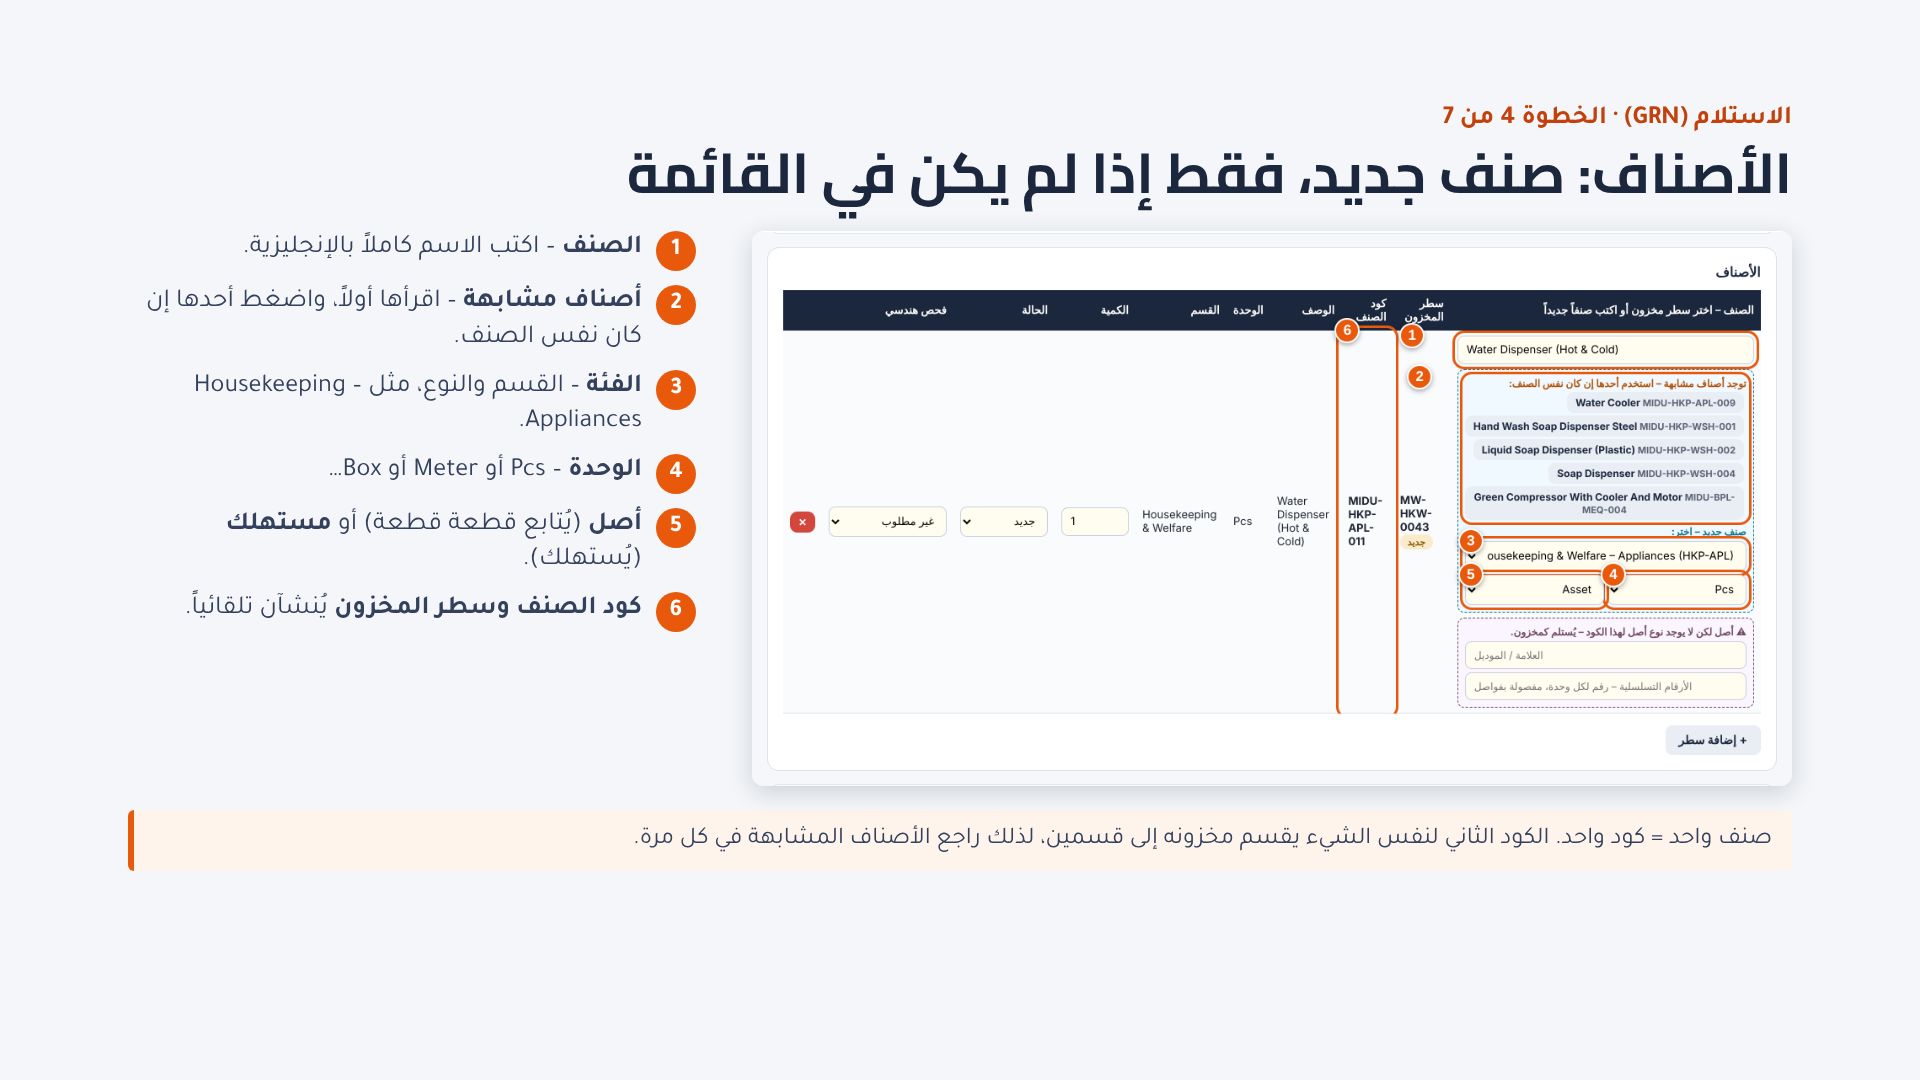 الاستلام (GRN) · الخطوة 4 من 7
الأصناف: صنف جديد، فقط إذا لم يكن في القائمة
الأصناف
الصنف – اختر سطر مخزون أو اكتب صنفاً جديداً
سطر المخزون
كود الصنف
الوصف
الوحدة
القسم
الكمية
الحالة
فحص هندسي
6
1
2
Water Dispenser (Hot & Cold)
توجد أصناف مشابهة – استخدم أحدها إن كان نفس الصنف:
Water Cooler MIDU-HKP-APL-009
Hand Wash Soap Dispenser Steel MIDU-HKP-WSH-001
Liquid Soap Dispenser (Plastic) MIDU-HKP-WSH-002
Soap Dispenser MIDU-HKP-WSH-004
Green Compressor With Cooler And Motor MIDU-BPL-
MEQ-004
صنف جديد – اختر:
3
ousekeeping & Welfare – Appliances (HKP-APL)
4
Pcs
5
Asset
⚠ أصل لكن لا يوجد نوع أصل لهذا الكود – يُستلم كمخزون.
العلامة / الموديل
الأرقام التسلسلية – رقم لكل وحدة، مفصولة بفواصل
MW-
HKW-
0043
جديد
MIDU-
HKP-
APL-
011
Water
Dispenser
(Hot &
Cold)
Pcs
Housekeeping
& Welfare
1
جديد
غير مطلوب
×
+ إضافة سطر
1 الصنف - اكتب الاسم كاملاً بالإنجليزية.
2 أصناف مشابهة - اقرأها أولاً، واضغط أحدها إن
كان نفس الصنف.
3 الفئة - القسم والنوع، مثل Housekeeping -
Appliances.
4 الوحدة - Pcs أو Meter أو Box…
5 أصل (يُتابع قطعة قطعة) أو مستهلك
(يُستهلك).
6 كود الصنف وسطر المخزون يُنشآن تلقائياً.
صنف واحد = كود واحد. الكود الثاني لنفس الشيء يقسم مخزونه إلى قسمين، لذلك راجع الأصناف المشابهة في كل مرة.